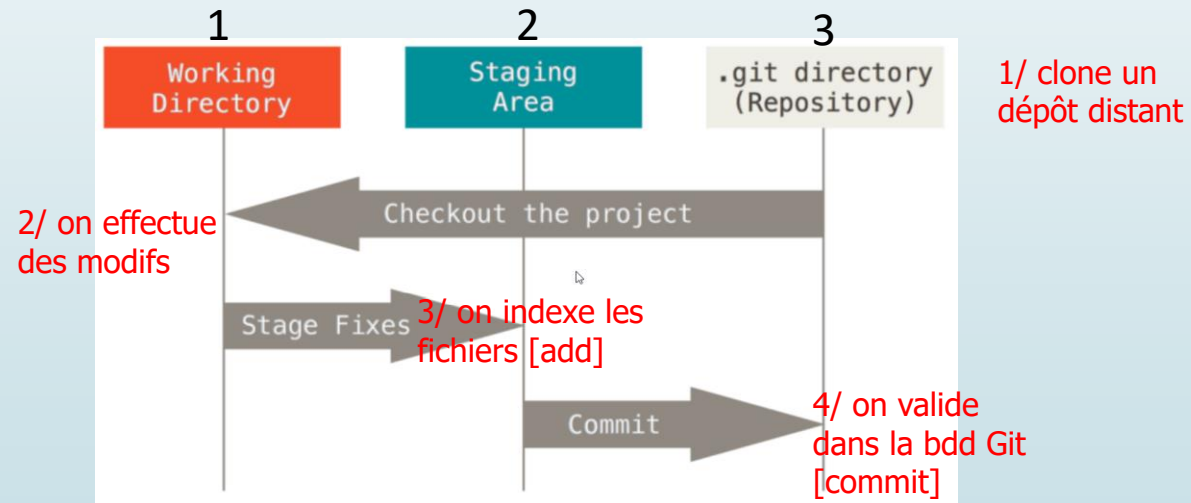 1
2
3
Working
Directory
Staging
Area
.git directory
(Repository)
1/ clone un
dépôt distant
Checkout the project
2/ on effectue
des modifs
Stage Fixes
3/ on indexe les
fichiers [add]
Commit
4/ on valide
dans la bdd Git
[commit]